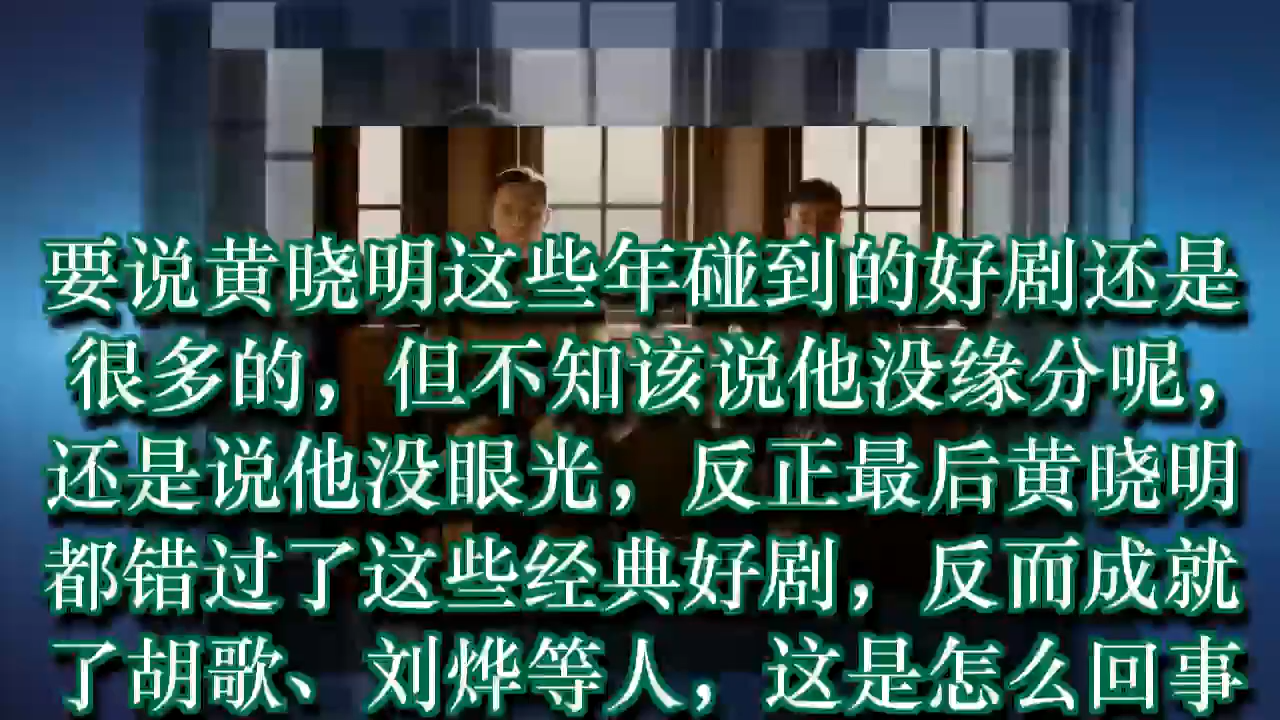 要说黄晓明这些年碰到的好剧还是
很多的，但不知该说他没缘分呢，
还是说他没眼光，反正最后黄晓明
都错过了这些经典好剧，反而成就
了胡歌、刘烨等人，这是怎么回事